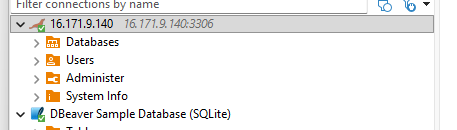 Filter connections by name
16.171.9.140 16.171.9.140:3306
Databases
Users
Administer
System Info
DBeaver Sample Database (SQLite)